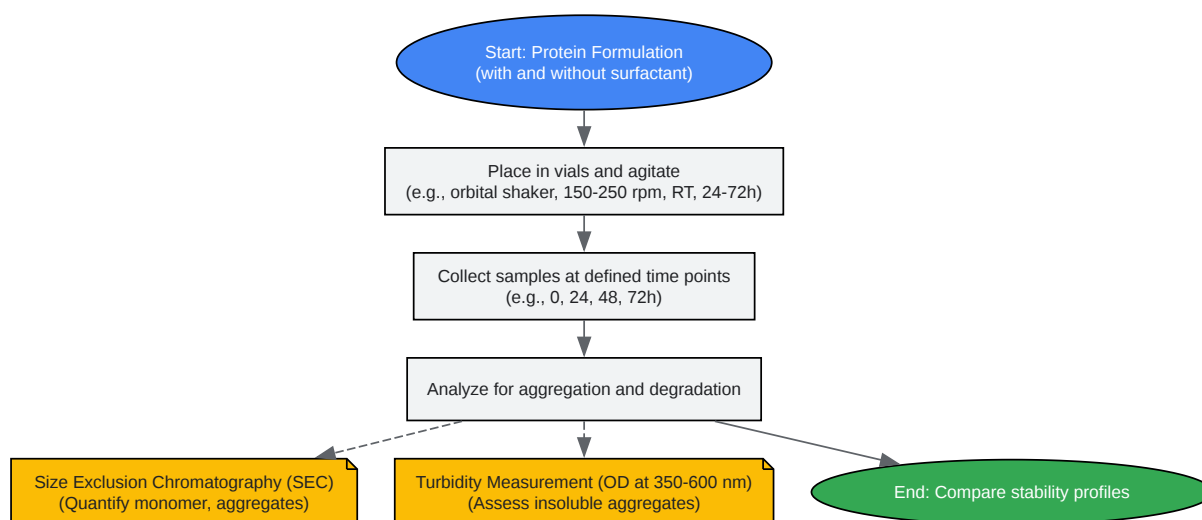 Start: Protein Formulation
(with and without surfactant)
Place in vials and agitate
(e.g., orbital shaker, 150-250 rpm, RT, 24-72h)
Collect samples at defined time points
(e.g., 0, 24, 48, 72h)
Analyze for aggregation and degradation
Size Exclusion Chromatography (SEC)
(Quantify monomer, aggregates)
Turbidity Measurement (OD at 350-600 nm)
(Assess insoluble aggregates)
End: Compare stability profiles